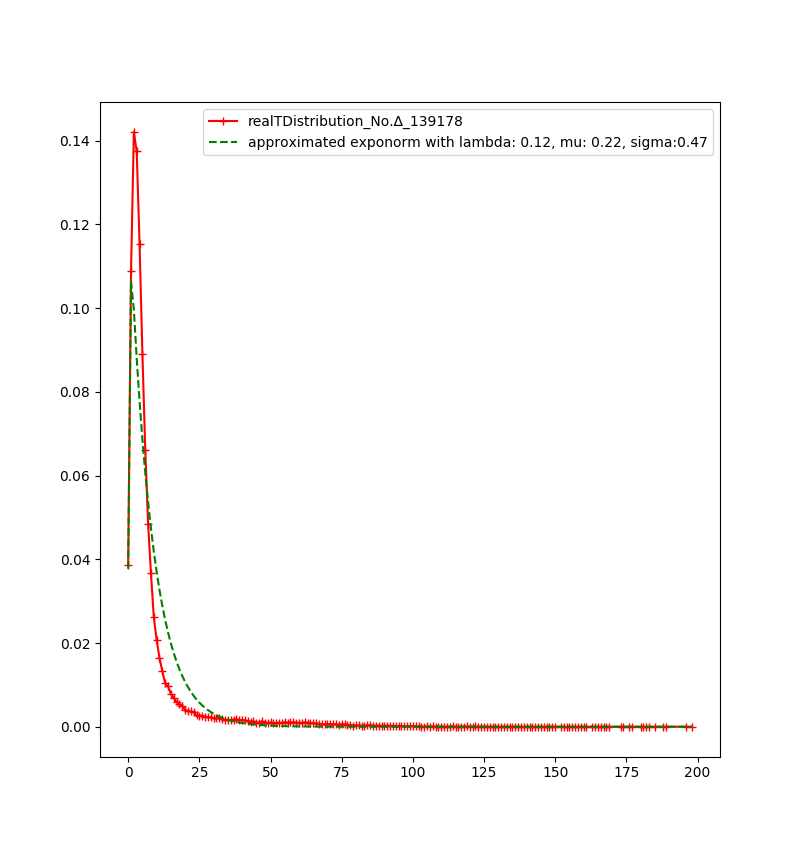 realTDistribution_No.Δ_139178
approximated exponorm with lambda: 0.12, mu: 0.22, sigma:0.47
0.14
0.12
0.10
0.08
0.06
0.04
0.02
0.00
0 25 50 75 100 125 150 175 200